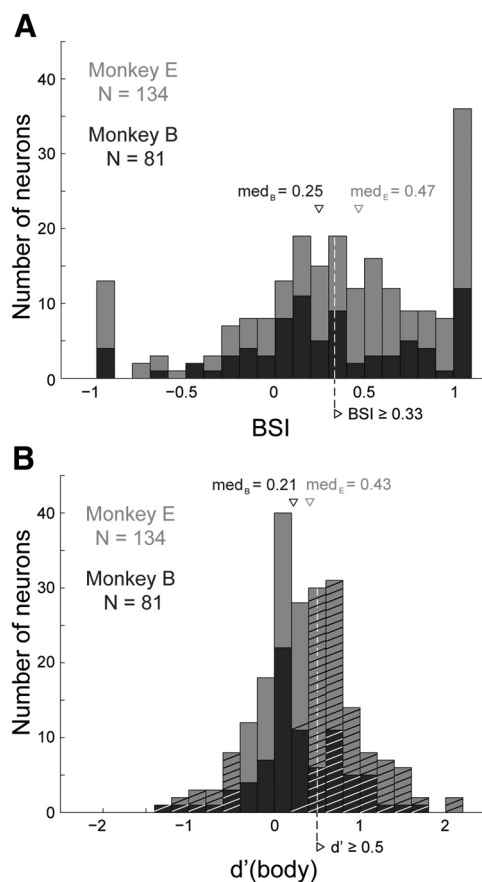 A
Monkey E
N = 134
Monkey B
N = 81
med_B = 0.25
med_E = 0.47
Number of neurons
40
30
20
10
0
-1
-0.5
0
0.5
1
BSI ≥ 0.33
BSI
B
med_B = 0.21
med_E = 0.43
Monkey E
N = 134
Monkey B
N = 81
Number of neurons
40
30
20
10
0
−2
−1
0
1
2
d' ≥ 0.5
d'(body)